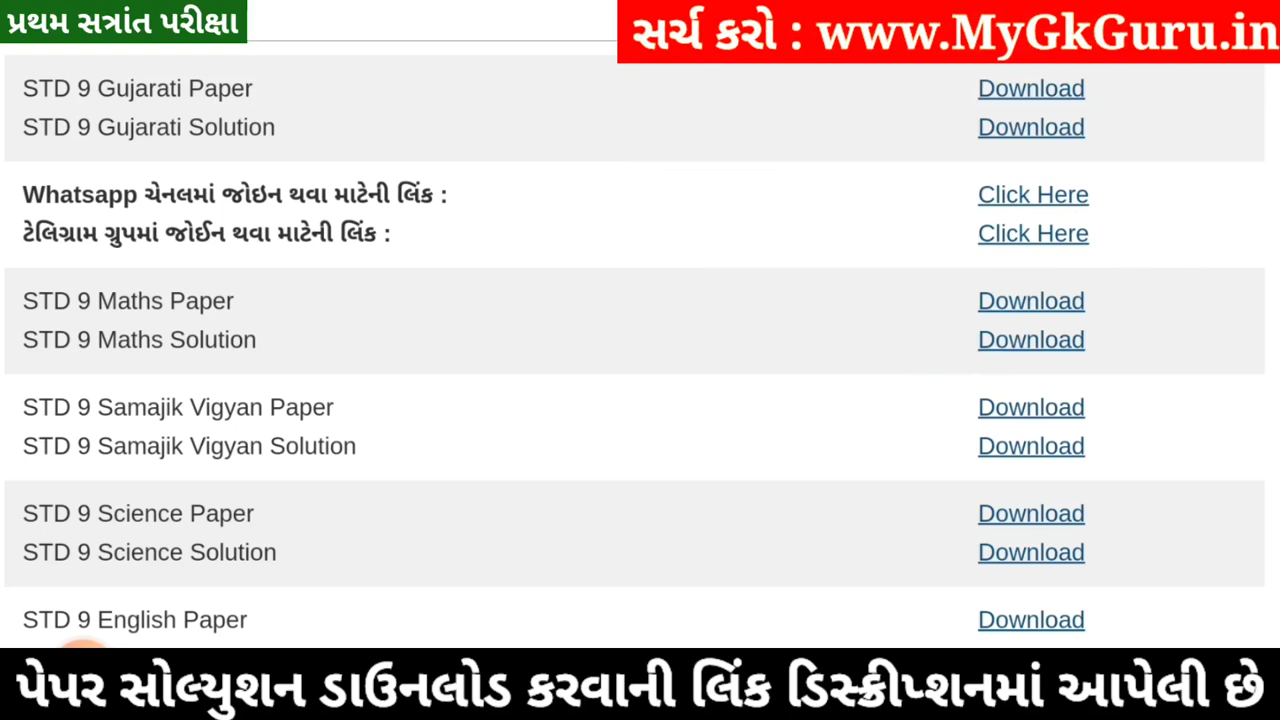 પ્રથમ સત્રાંત પરીક્ષા
સર્ચ કરો : www.MyGkGuru.in
STD 9 Gujarati Paper Download
STD 9 Gujarati Solution Download
Whatsapp ચેનલમાં જોઇન થવા માટેની લિંક : Click Here
ટેલિગ્રામ ગ્રુપમાં જોઈન થવા માટેની લિંક : Click Here
STD 9 Maths Paper Download
STD 9 Maths Solution Download
STD 9 Samajik Vigyan Paper Download
STD 9 Samajik Vigyan Solution Download
STD 9 Science Paper Download
STD 9 Science Solution Download
STD 9 English Paper Download
પેપર સોલ્યુશન ડાઉનલોડ કરવાની લિંક ડિસ્ક્રીપ્શનમાં આપેલી છે